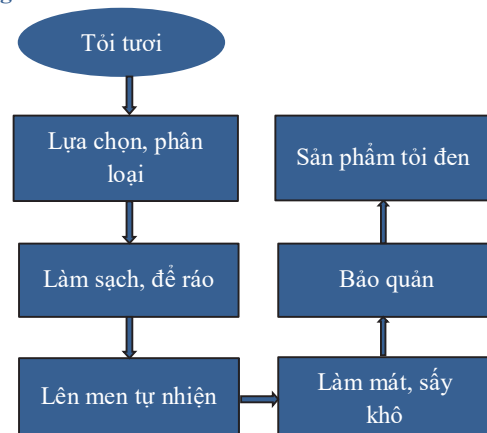 Tỏi tươi
Lựa chọn, phân
loại
Làm sạch, để ráo
Lên men tự nhiện
Làm mát, sấy
khô
Bảo quản
Sản phẩm tỏi đen